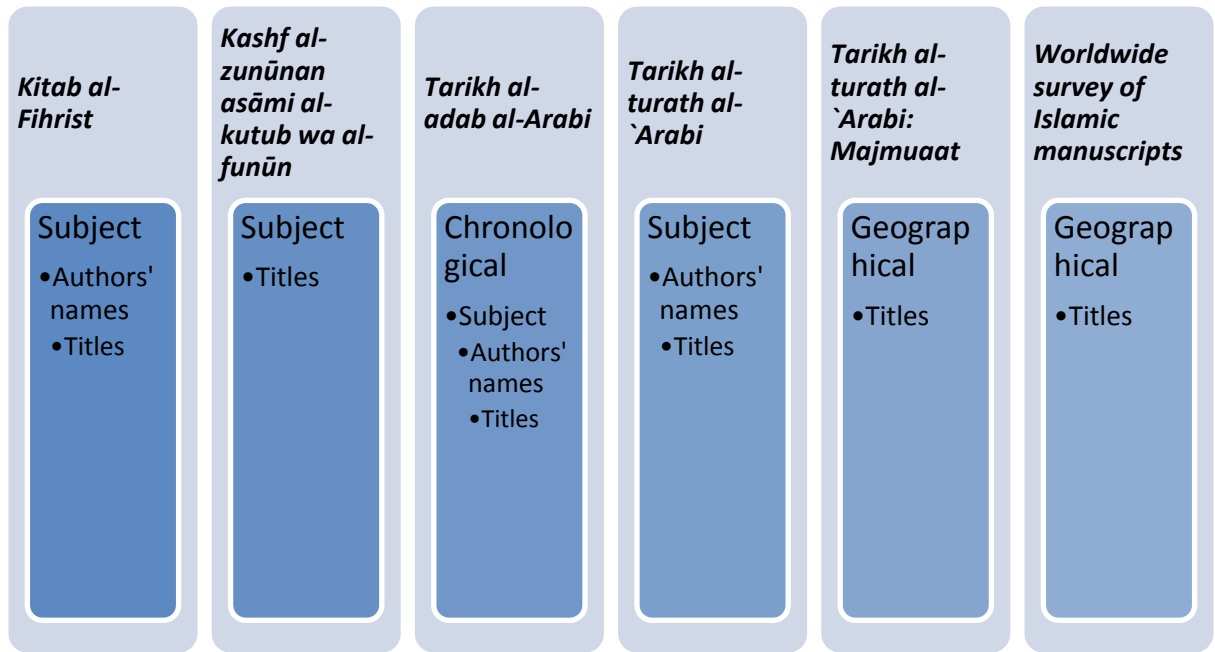 Kitab al-
Fihrist
Subject
•Authors'
names
•Titles
Kashf al-
zunūnan
asāmi al-
kutub wa al-
funūn
Subject
•Titles
Tarikh al-
adab al-Arabi
Chronolo
gical
•Subject
•Authors'
names
•Titles
Tarikh al-
turath al-
`Arabi
Subject
•Authors'
names
•Titles
Tarikh al-
turath al-
`Arabi:
Majmuaat
Geograp
hical
•Titles
Worldwide
survey of
Islamic
manuscripts
Geograp
hical
•Titles